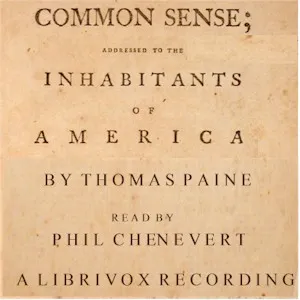 COMMON SENSE;
ADDRESSED TO THE
INHABITANTS
OF
AMERICA
BY THOMAS PAINE
READ BY
PHIL CHENEVERT
A LIBRIVOX RECORDING